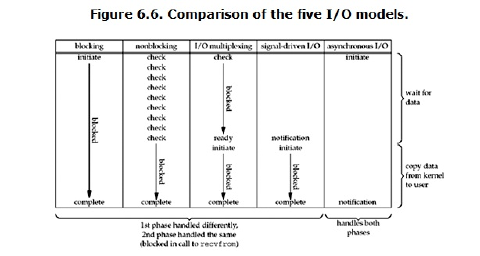 Figure 6.6. Comparison of the five I/O models.
blocking nonblocking I/O multiplexing signal-driven I/O asynchronous I/O
initiate check check initiate
check
check
check
check
check
check
check
check ready notification
initiate initiate
blocked
blocked
blocked
blocked
blocked
complete complete complete complete notification
wait for
data
copy data
from kernel
to user
1st phase handled differently,
2nd phase handled the same
(blocked in call to recvfrom)
handles both
phases